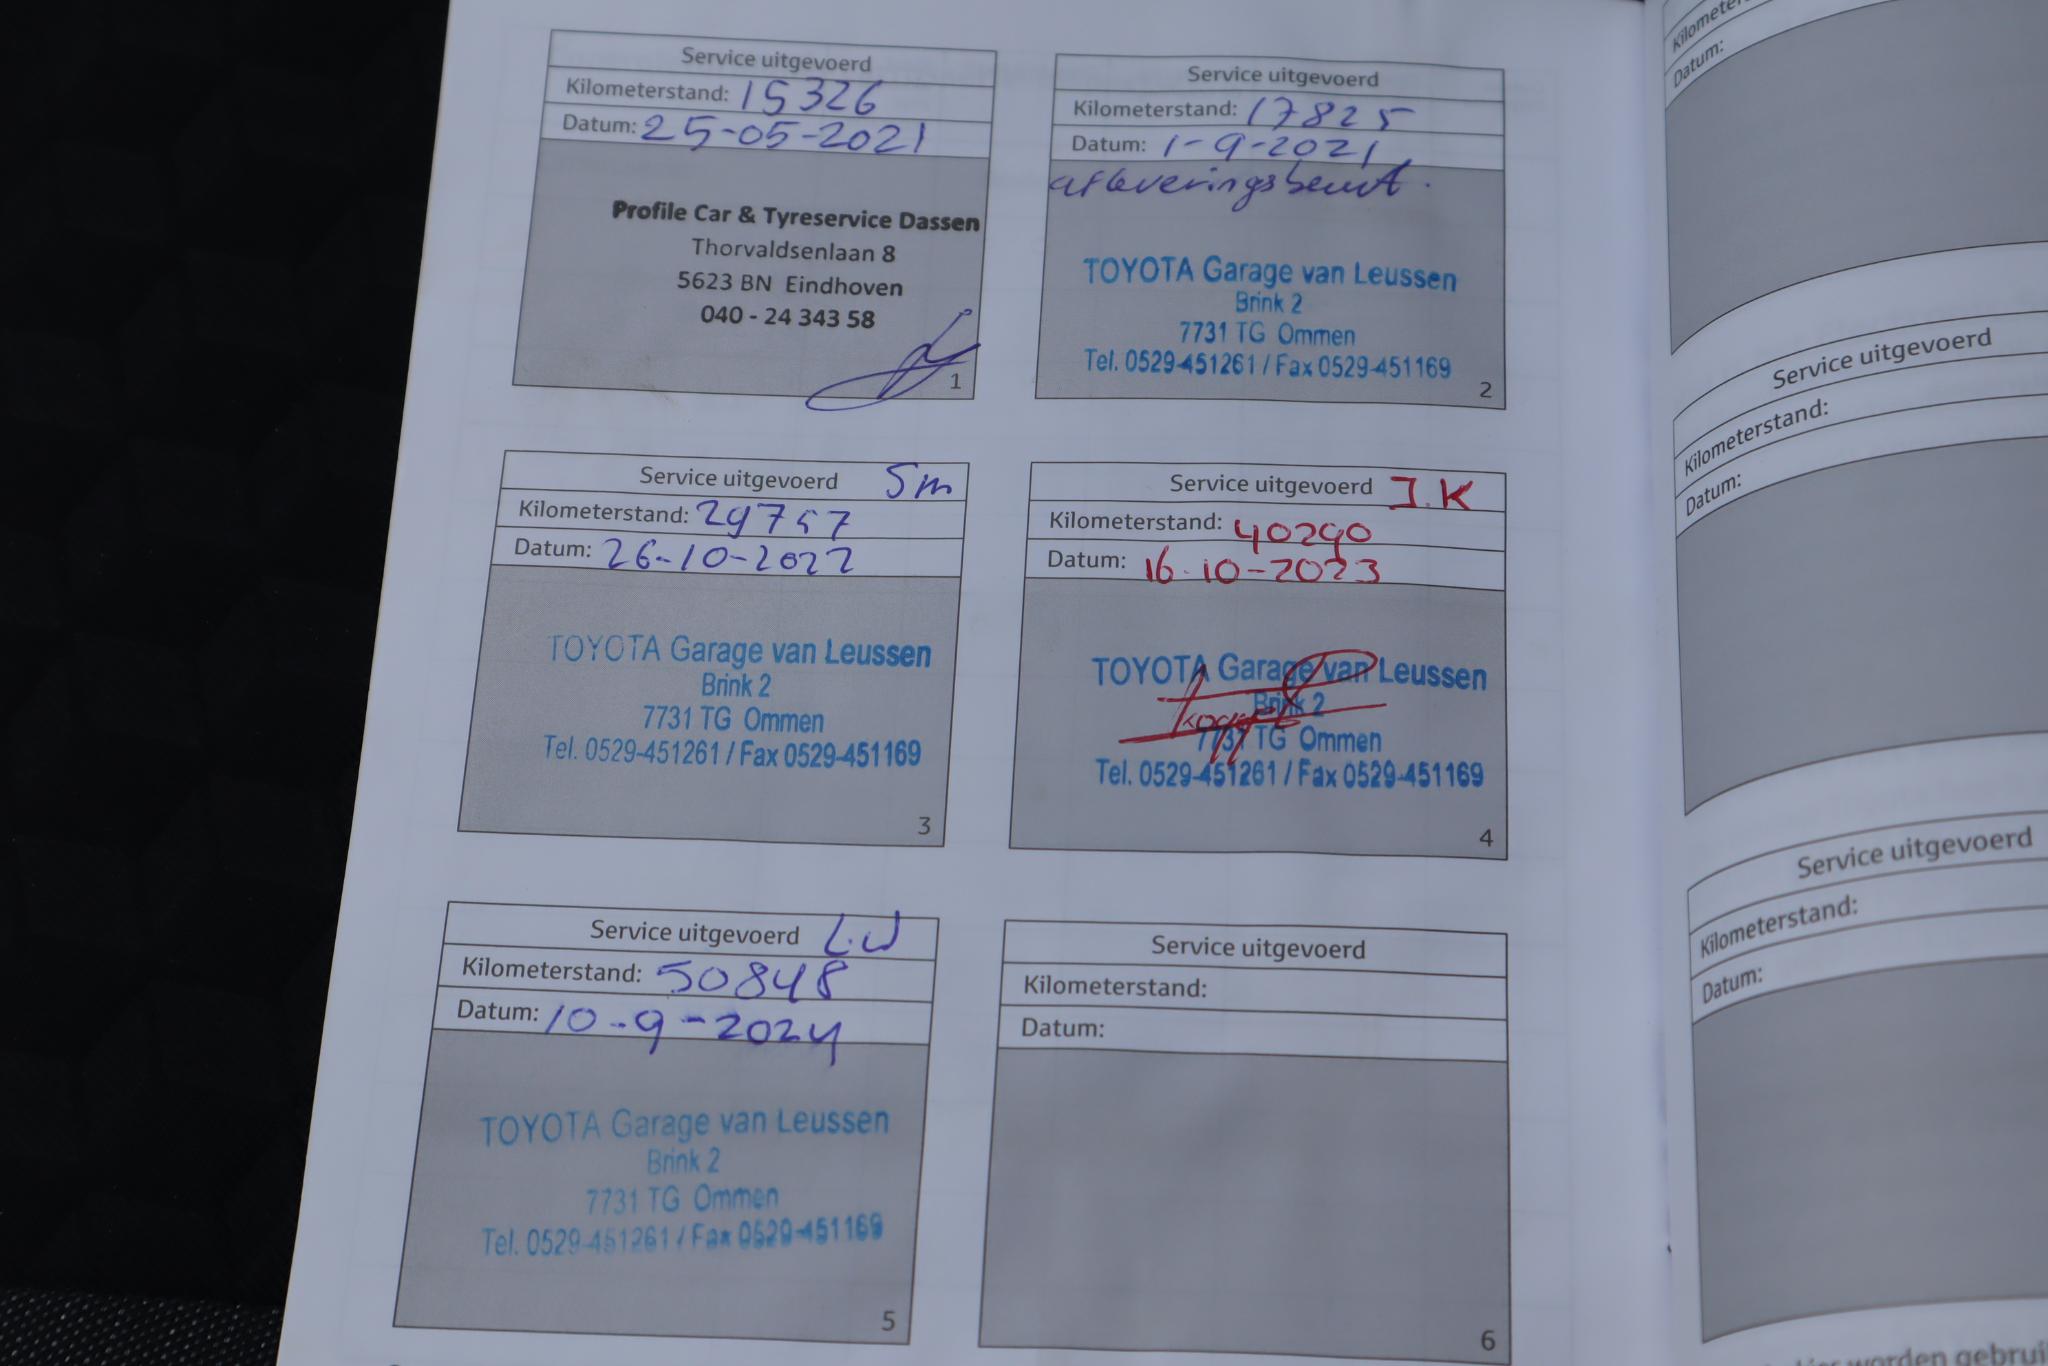 Service uitgevoerd
Kilometerstand: 15326
Datum: 25-05-2021
Profile Car & Tyreservice Dassen
Thorvaldsenlaan 8
5623 BN Eindhoven
040 - 24 343 58
1
Service uitgevoerd
Kilometerstand: 17825
Datum: 1-9-2021
afleveringsbeurt.
TOYOTA Garage van Leussen
Brink 2
7731 TG Ommen
Tel. 0529-451261 / Fax 0529-451169
2
Service uitgevoerd Sm
Kilometerstand: 29757
Datum: 26-10-2022
TOYOTA Garage van Leussen
Brink 2
7731 TG Ommen
Tel. 0529-451261 / Fax 0529-451169
3
Service uitgevoerd J.K
Kilometerstand: 40290
Datum: 16-10-2023
TOYOTA Garage van Leussen
Brink 2
7731 TG Ommen
Tel. 0529-451261 / Fax 0529-451169
4
Service uitgevoerd L.W
Kilometerstand: 50848
Datum: 10-9-2024
TOYOTA Garage van Leussen
Brink 2
7731 TG Ommen
Tel. 0529-451261 / Fax 0529-451169
5
Service uitgevoerd
Kilometerstand:
Datum:
6
Datum:
Service uitgevoerd
Kilometerstand:
Datum:
Service uitgevoerd
Kilometerstand:
Datum:
worden